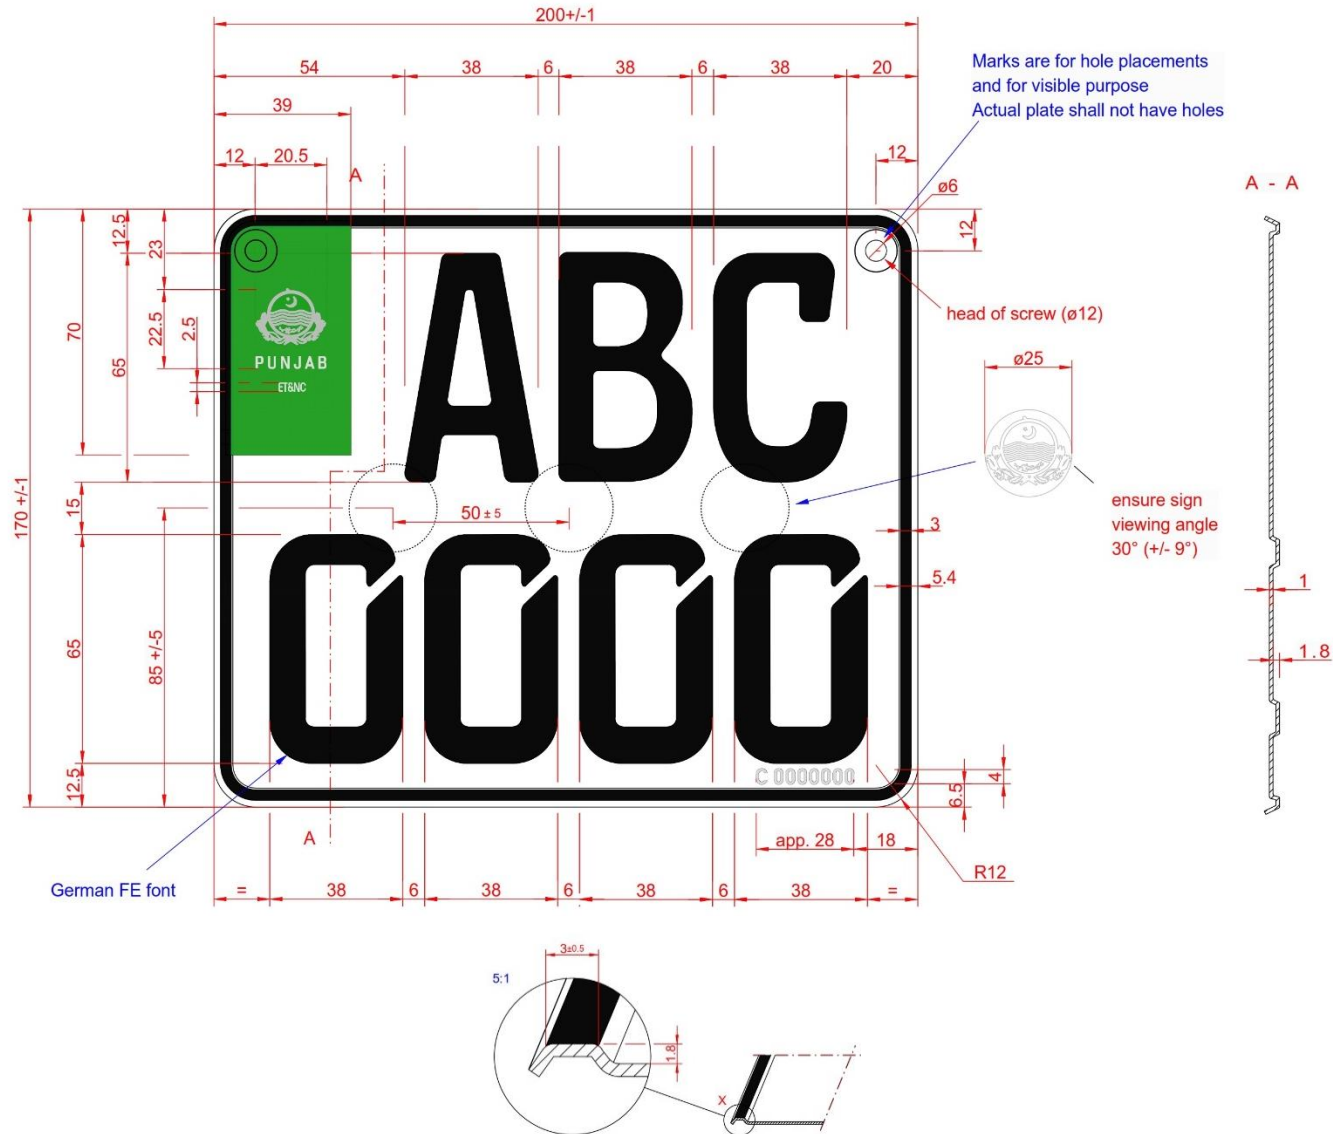 200+/-1
54 38 6 38 6 38 20
39
12 20.5
12
Marks are for hole placements
and for visible purpose
Actual plate shall not have holes
A
A - A
ø6
12
12.5
23
70
65
22.5
2.5
170 +/-1
15
85 +/-5
65
12.5
PUNJAB
ET&NC
ABC
head of screw (ø12)
ø25
ensure sign
viewing angle
30° (+/- 9°)
50 ± 5
3
5.4
1
1.8
0000
C 0000000
4
6.5
A
app. 28 18
R12
German FE font
= 38 6 38 6 38 6 38 =
3±0.5
5:1
1.8
X